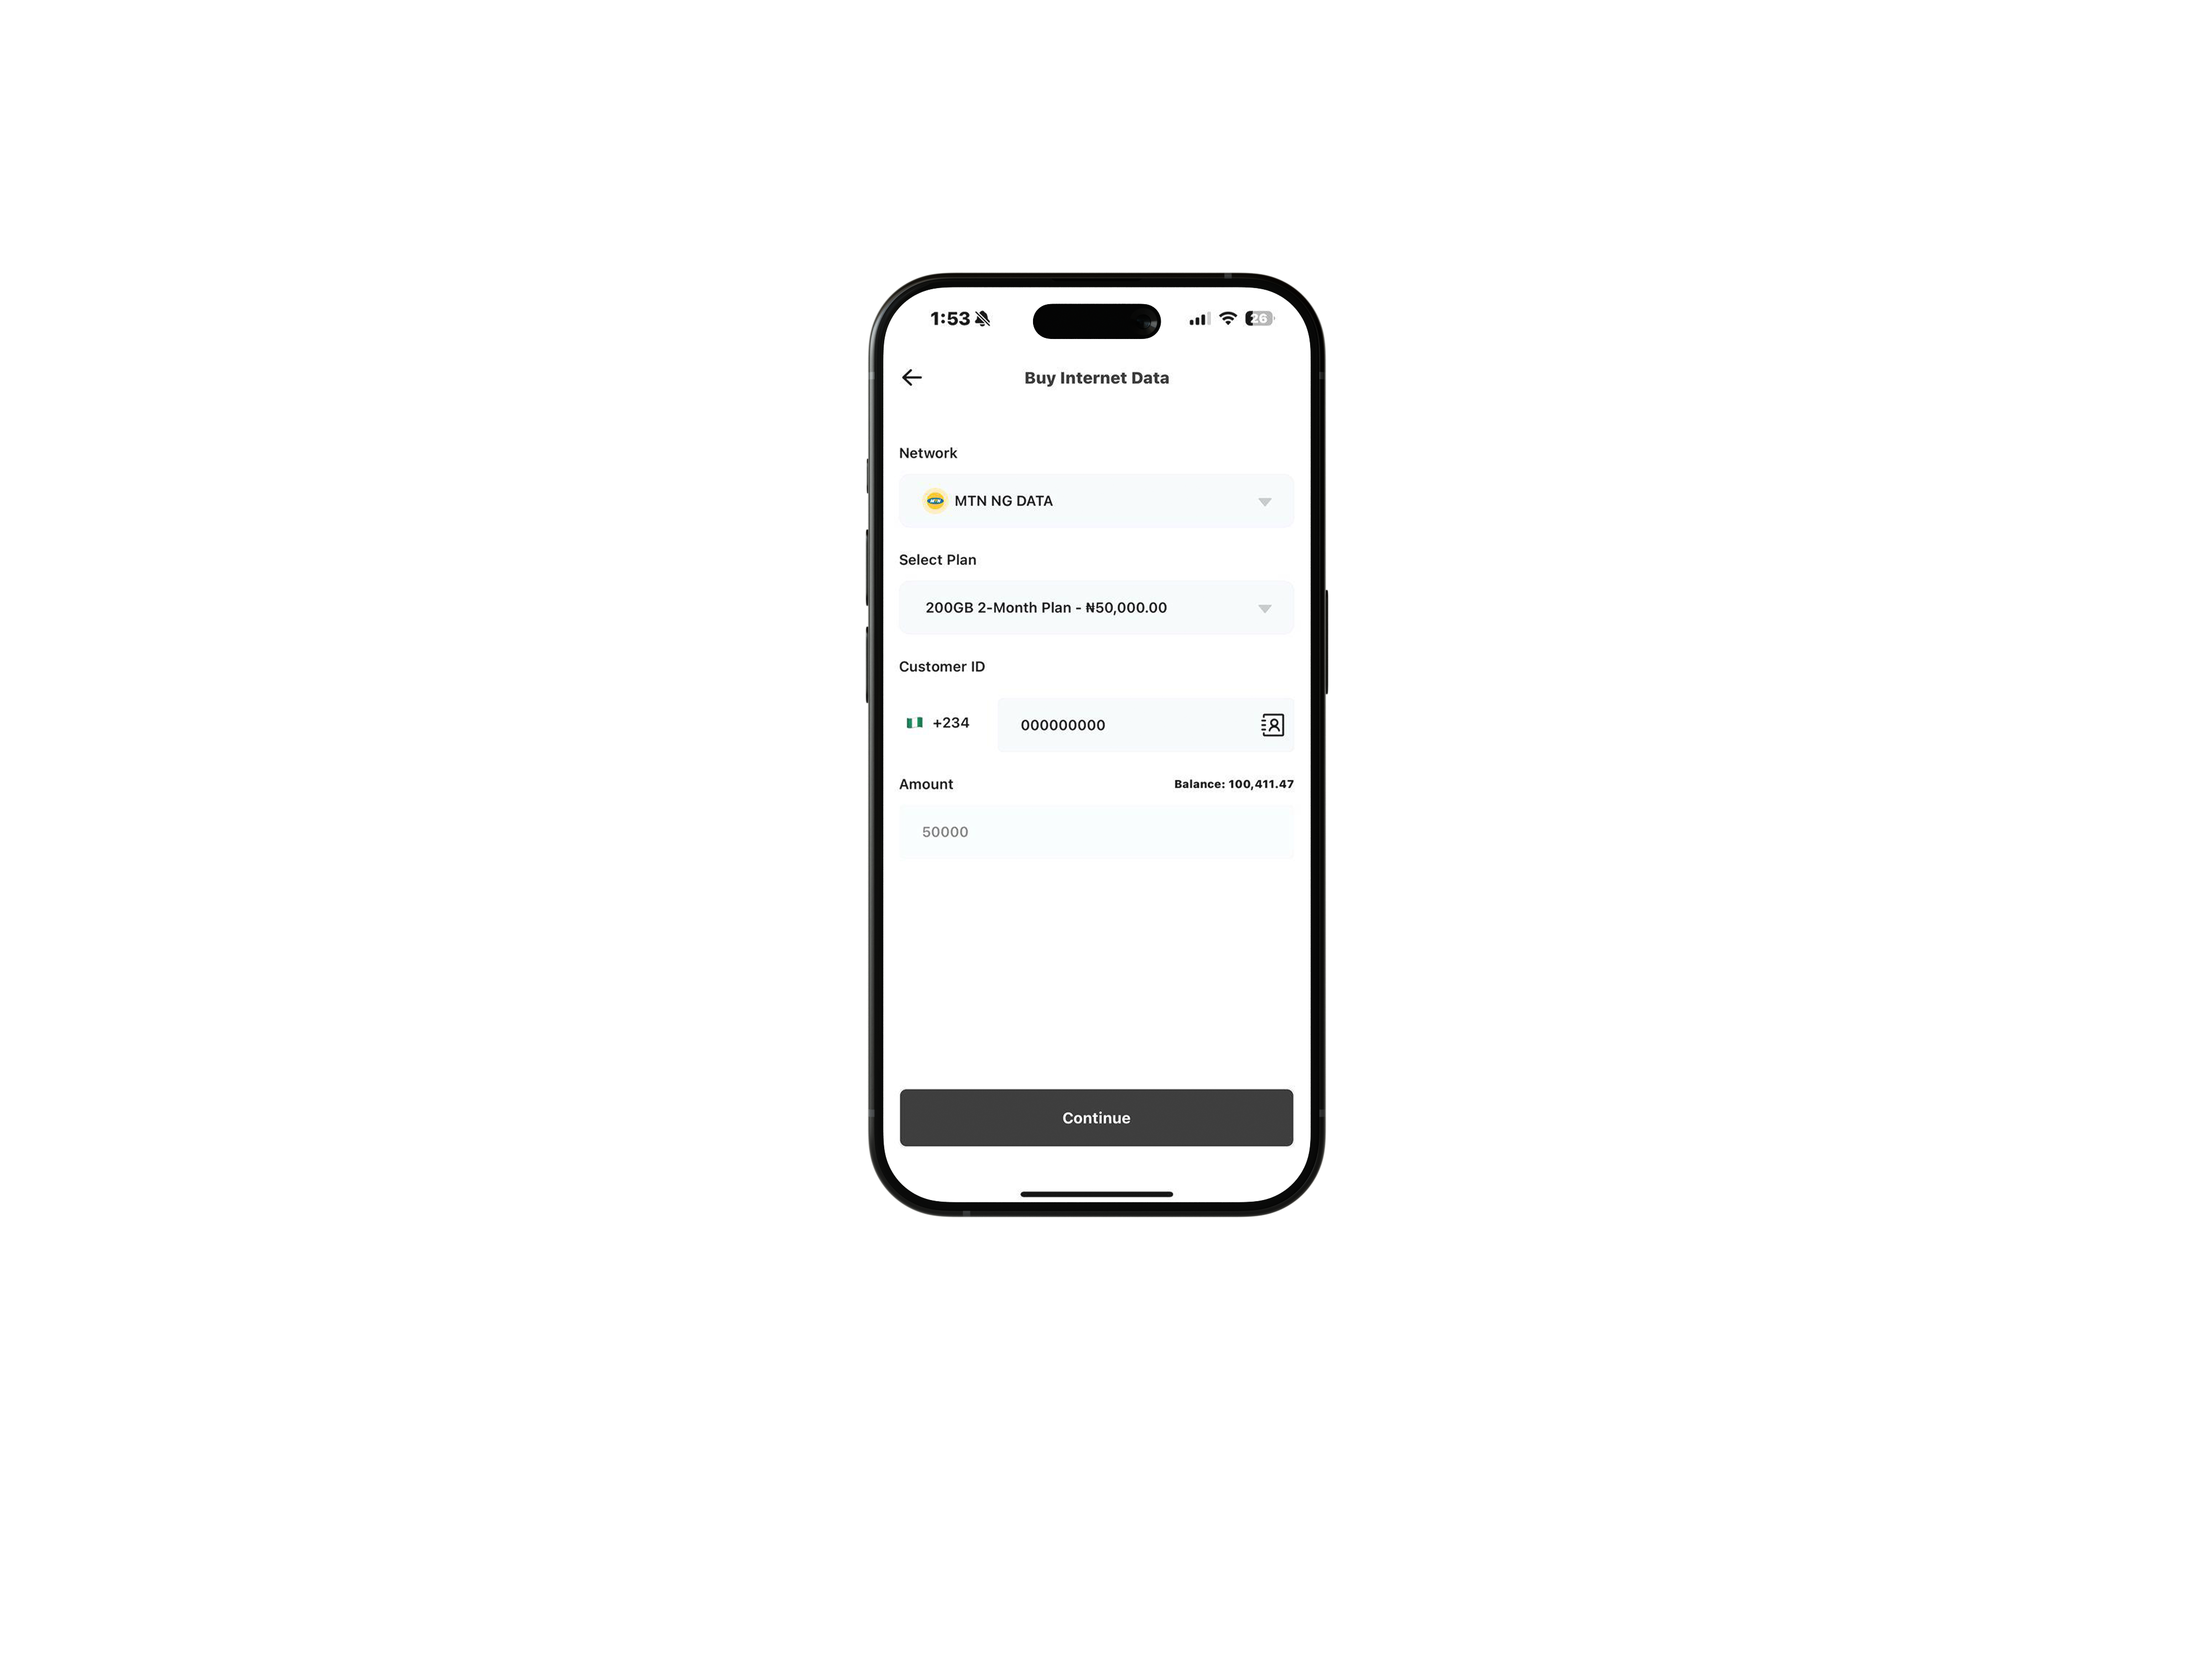 1:53
26
Buy Internet Data
Network
MTN MTN NG DATA
Select Plan
200GB 2-Month Plan - ₦50,000.00
Customer ID
+234 000000000
Amount Balance: 100,411.47
50000
Continue